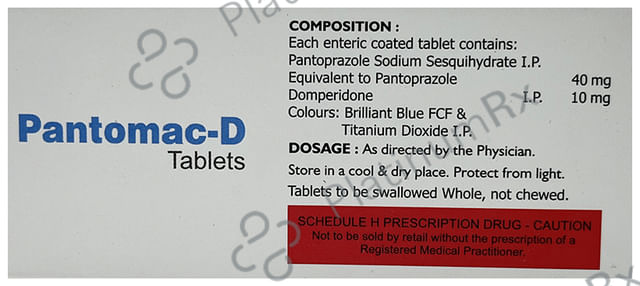 Pantomac-D
Tablets
COMPOSITION :
Each enteric coated tablet contains:
Pantoprazole Sodium Sesquihydrate I.P.
Equivalent to Pantoprazole 40 mg
Domperidone I.P. 10 mg
Colours: Brilliant Blue FCF &
Titanium Dioxide I.P.
DOSAGE : As directed by the Physician.
Store in a cool & dry place. Protect from light.
Tablets to be swallowed Whole, not chewed.
SCHEDULE H PRESCRIPTION DRUG - CAUTION
Not to be sold by retail without the prescription of a
Registered Medical Practitioner.
PlatinumRx